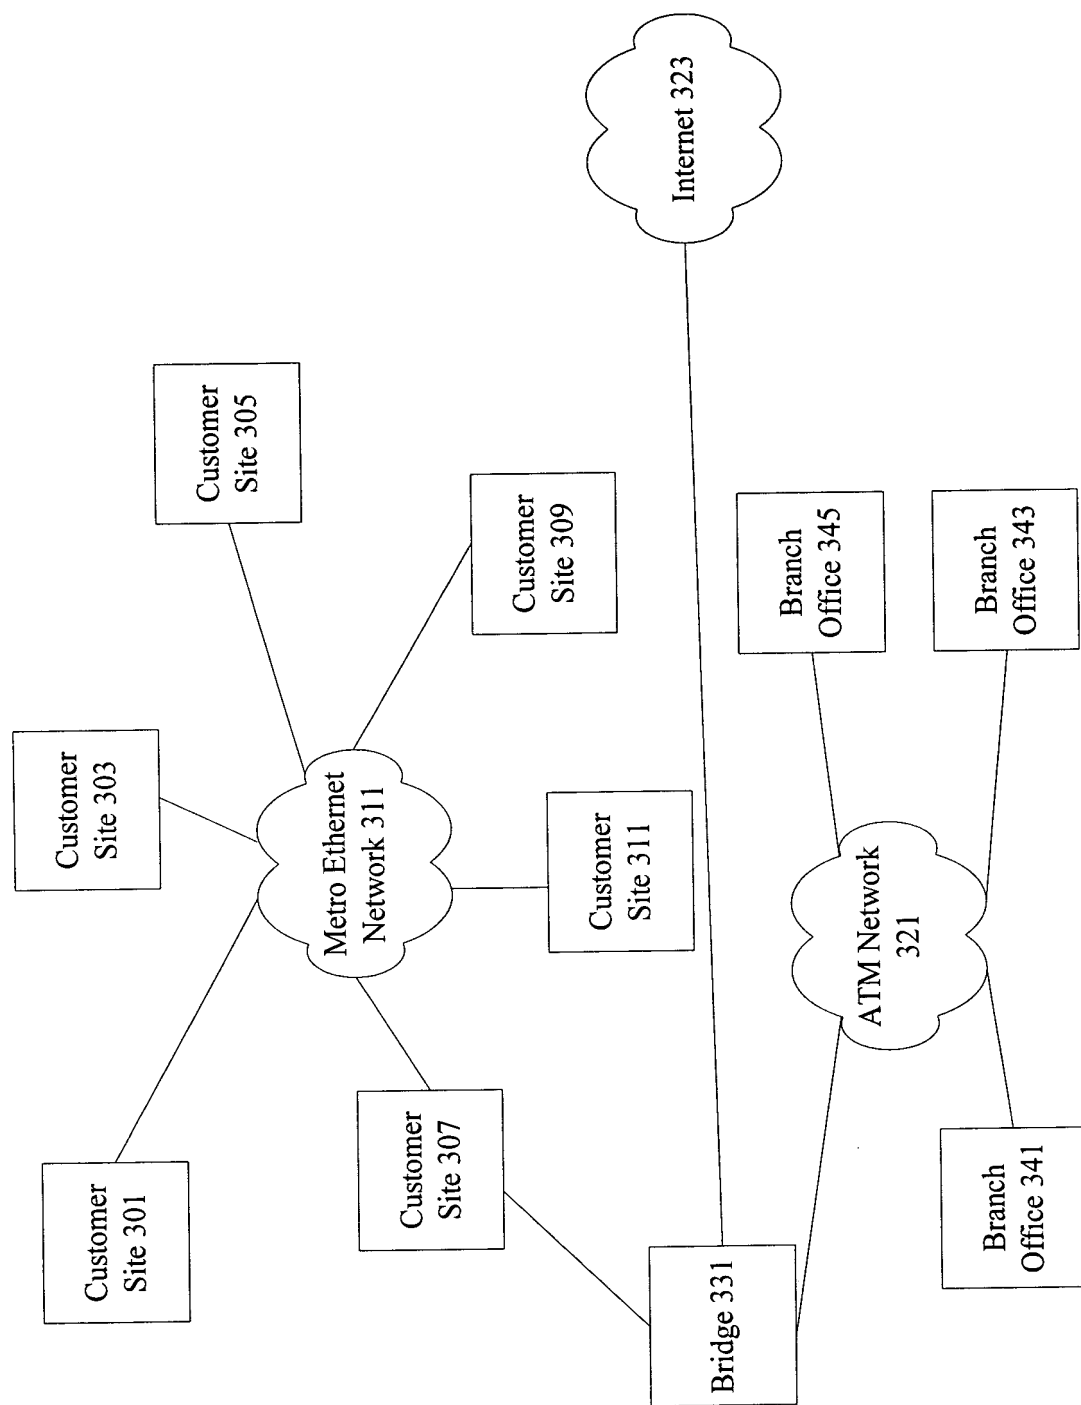 Customer
Site 301
Customer
Site 303
Customer
Site 305
Customer
Site 307
Metro Ethernet
Network 311
Customer
Site 309
Customer
Site 311
Bridge 331
Internet 323
ATM Network
321
Branch
Office 345
Branch
Office 341
Branch
Office 343